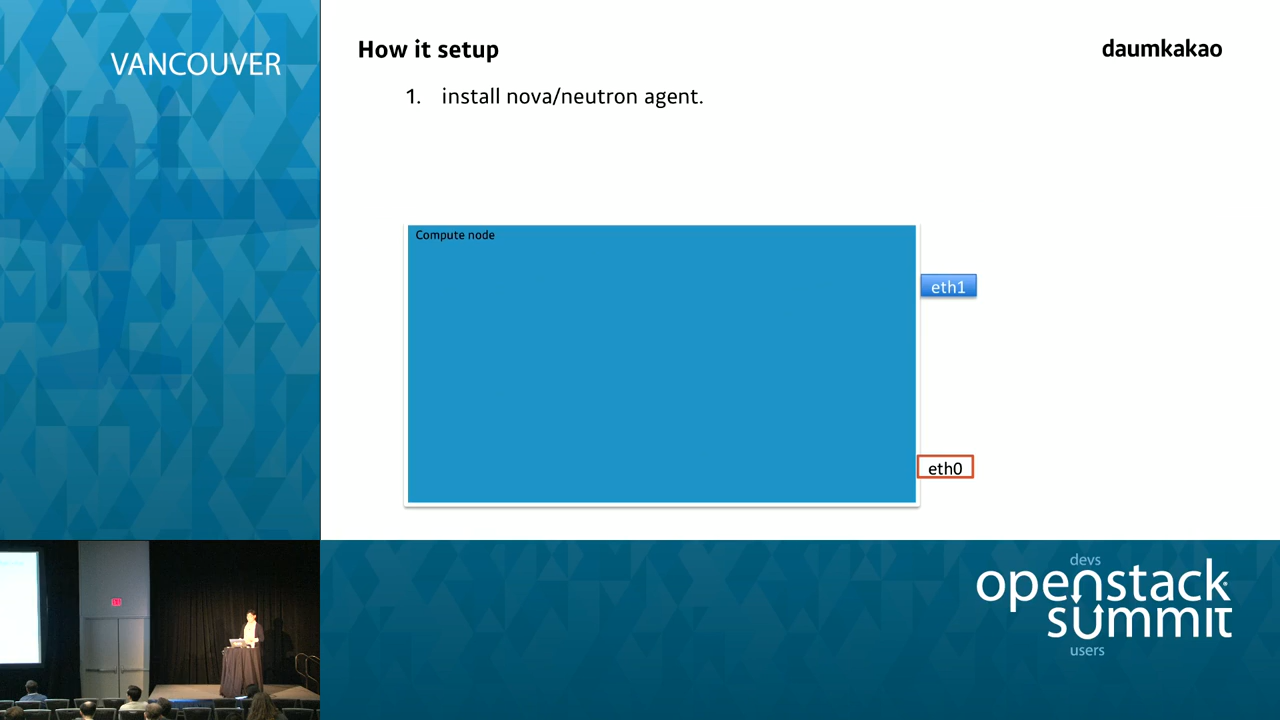 VANCOUVER
How it setup
daumkakao
1. install nova/neutron agent.
Compute node
eth1
eth0
devs
openstack
summit
users